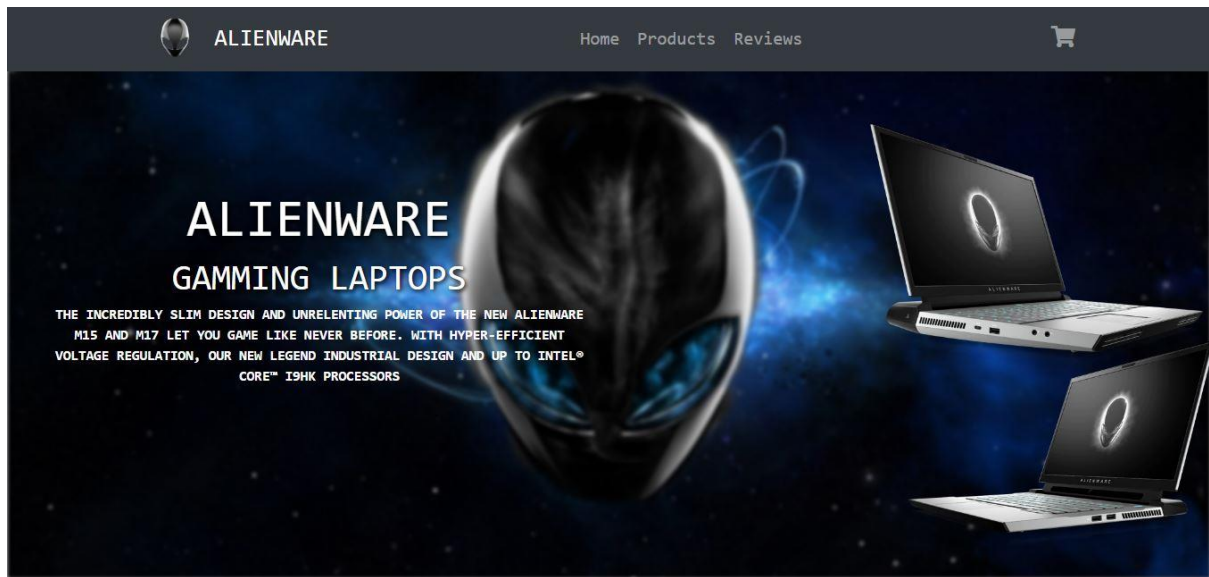 ALIENWARE
Home Products Reviews
ALIENWARE
GAMMING LAPTOPS
THE INCREDIBLY SLIM DESIGN AND UNRELENTING POWER OF THE NEW ALIENWARE
M15 AND M17 LET YOU GAME LIKE NEVER BEFORE. WITH HYPER-EFFICIENT
VOLTAGE REGULATION, OUR NEW LEGEND INDUSTRIAL DESIGN AND UP TO INTEL®
CORE™ I9HK PROCESSORS
ALIENWARE
ALIENWARE